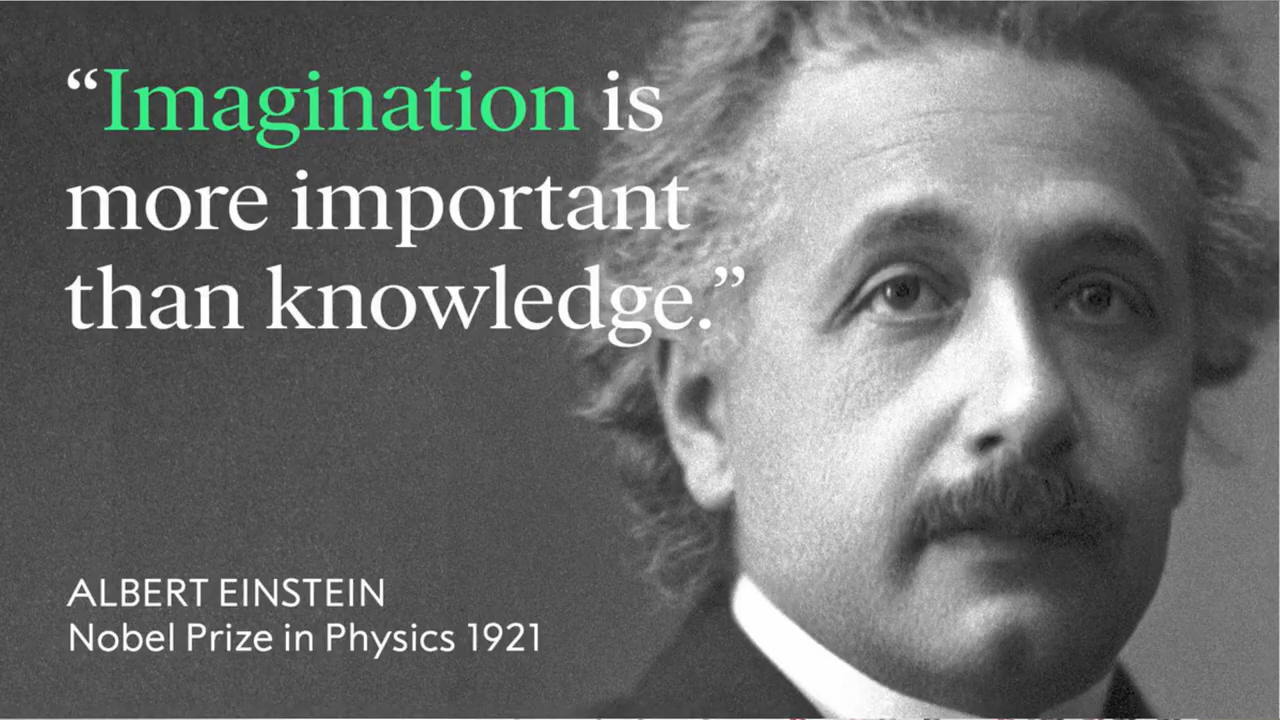 “Imagination is
more important
than knowledge.”
ALBERT EINSTEIN
Nobel Prize in Physics 1921